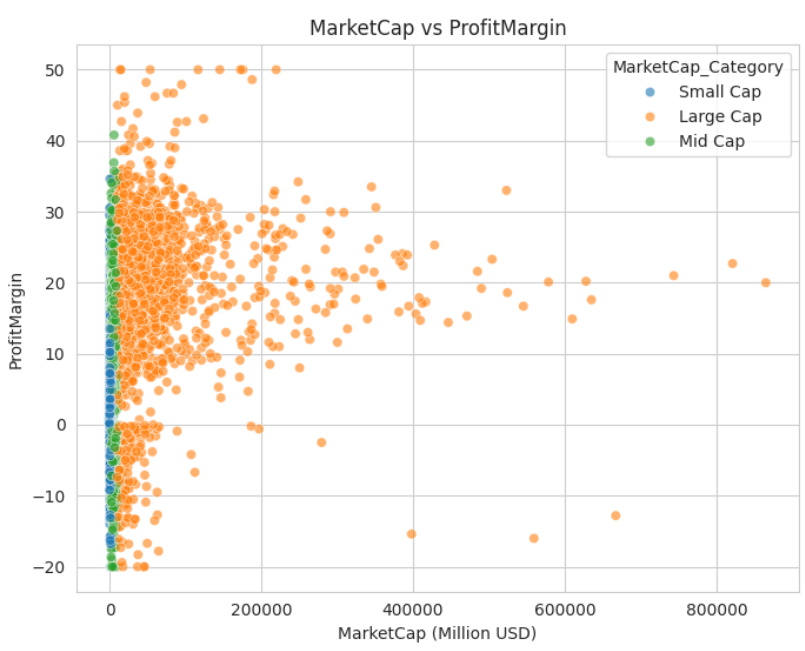 MarketCap vs ProfitMargin
MarketCap_Category
Small Cap
Large Cap
Mid Cap
ProfitMargin
50
40
30
20
10
0
−10
−20
0
200000
400000
600000
800000
MarketCap (Million USD)